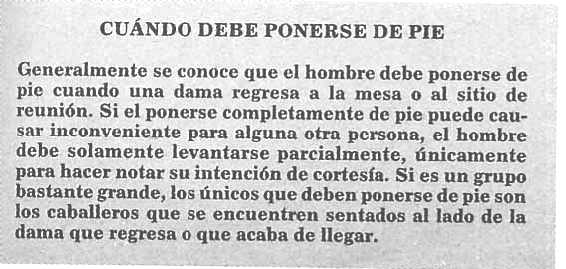 CUÁNDO DEBE PONERSE DE PIE
Generalmente se conoce que el hombre debe ponerse de
pie cuando una dama regresa a la mesa o al sitio de
reunión. Si el ponerse completamente de pie puede cau-
sar inconveniente para alguna otra persona, el hombre
debe solamente levantarse parcialmente, únicamente
para hacer notar su intención de cortesía. Si es un grupo
bastante grande, los únicos que deben ponerse de pie son
los caballeros que se encuentren sentados al lado de la
dama que regresa o que acaba de llegar.